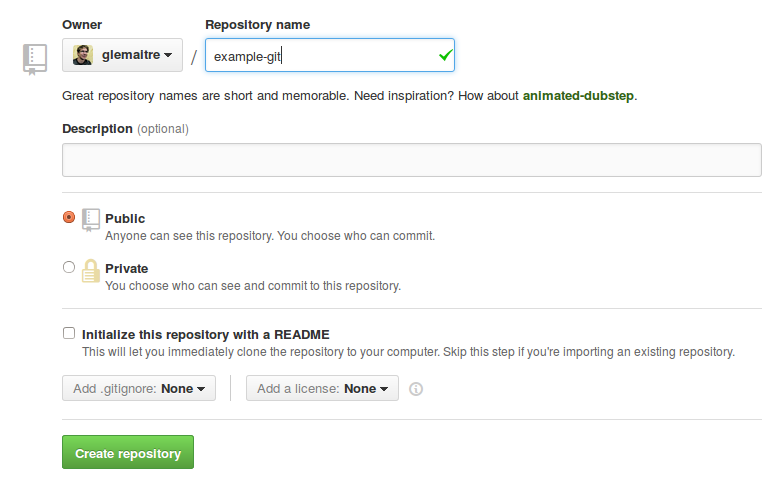 Owner Repository name
glemaitre / example-git
Great repository names are short and memorable. Need inspiration? How about animated-dubstep.
Description (optional)
Public
Anyone can see this repository. You choose who can commit.
Private
You choose who can see and commit to this repository.
Initialize this repository with a README
This will let you immediately clone the repository to your computer. Skip this step if you're importing an existing repository.
Add .gitignore: None Add a license: None
Create repository